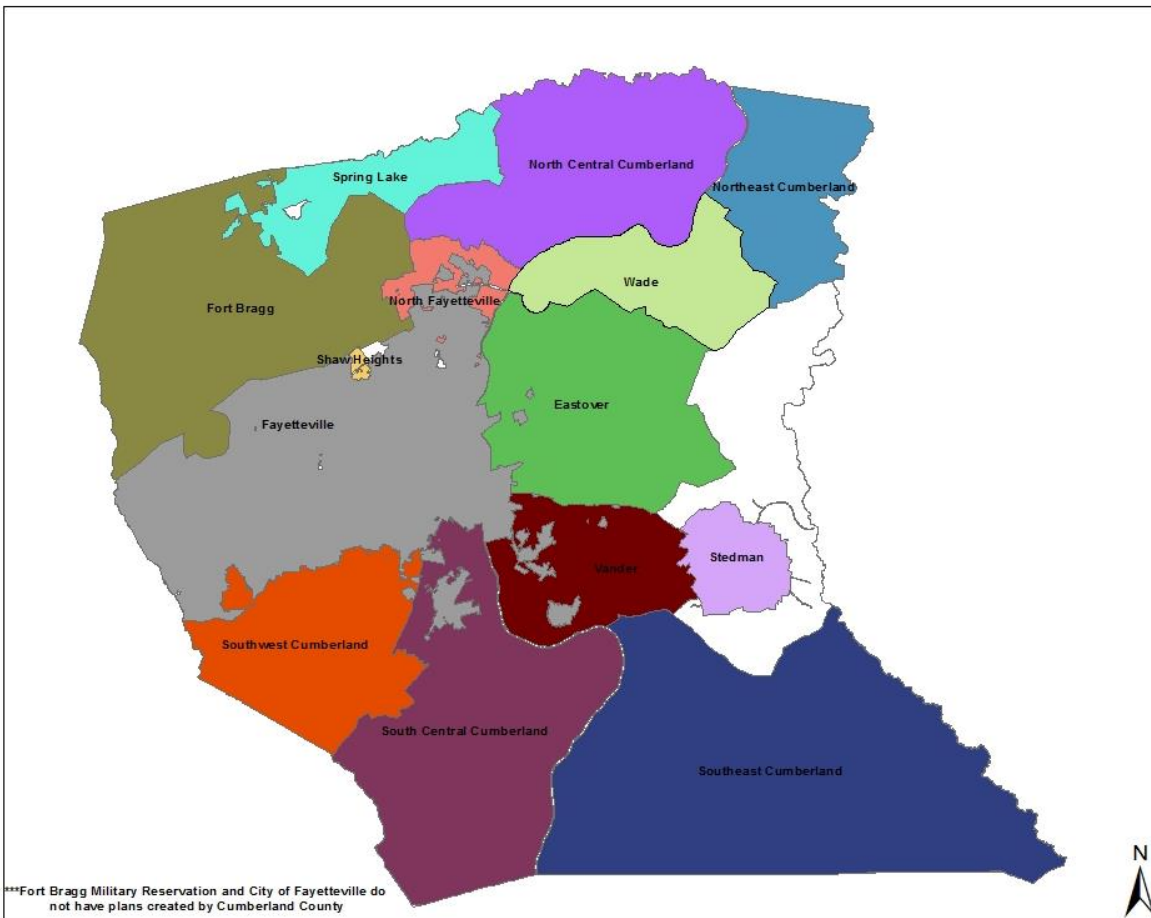 North Central Cumberland
Spring Lake
Northeast Cumberland
Wade
North Fayetteville
Fort Bragg
Shaw Heights
Eastover
Fayetteville
Stedman
Vander
Southwest Cumberland
South Central Cumberland
Southeast Cumberland
N
***Fort Bragg Military Reservation and City of Fayetteville do
not have plans created by Cumberland County